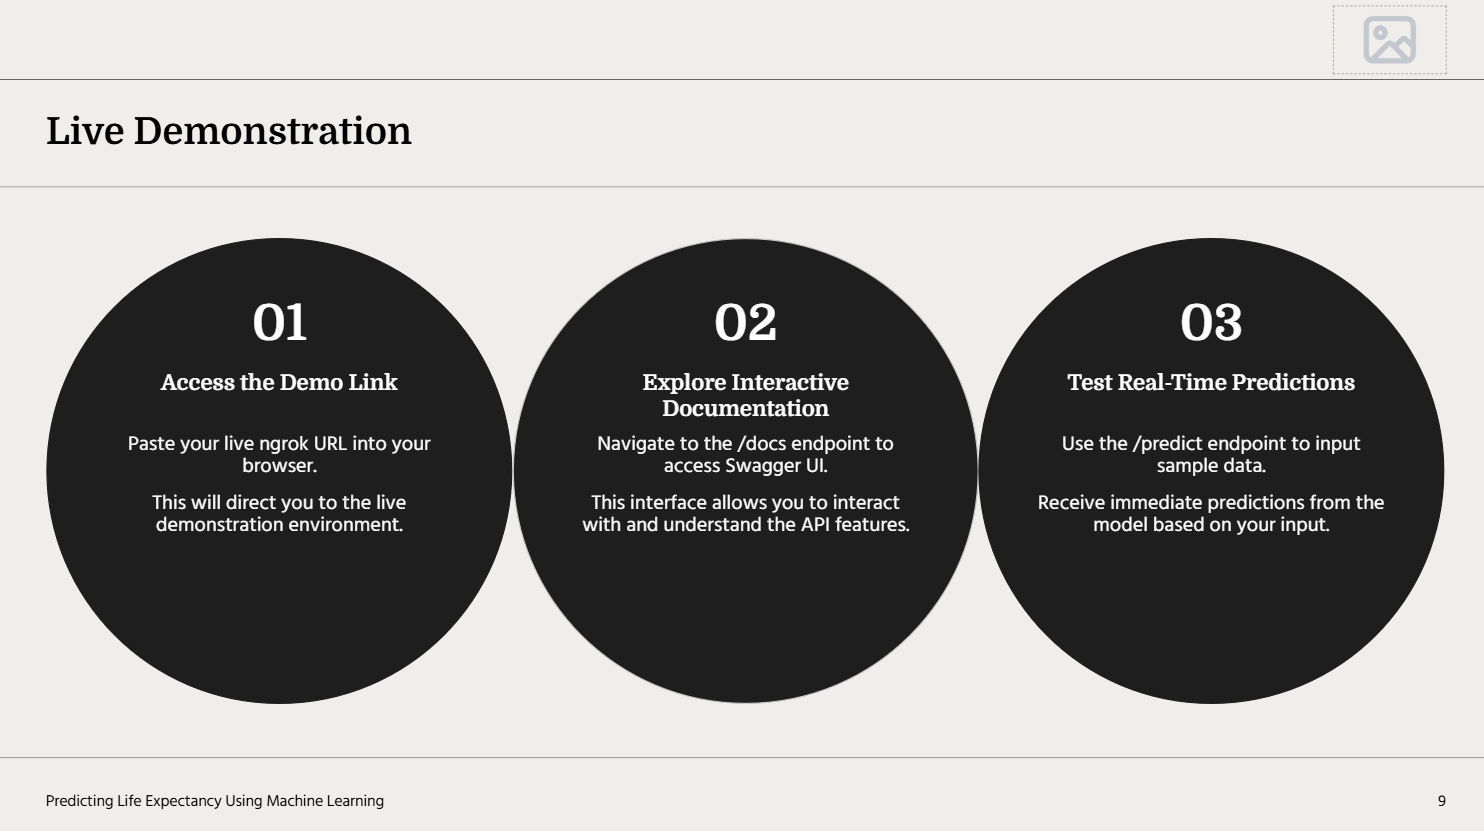 Live Demonstration
01
Access the Demo Link
Paste your live ngrok URL into your
browser.
This will direct you to the live
demonstration environment.
02
Explore Interactive
Documentation
Navigate to the /docs endpoint to
access Swagger UI.
This interface allows you to interact
with and understand the API features.
03
Test Real-Time Predictions
Use the /predict endpoint to input
sample data.
Receive immediate predictions from the
model based on your input.
Predicting Life Expectancy Using Machine Learning
9